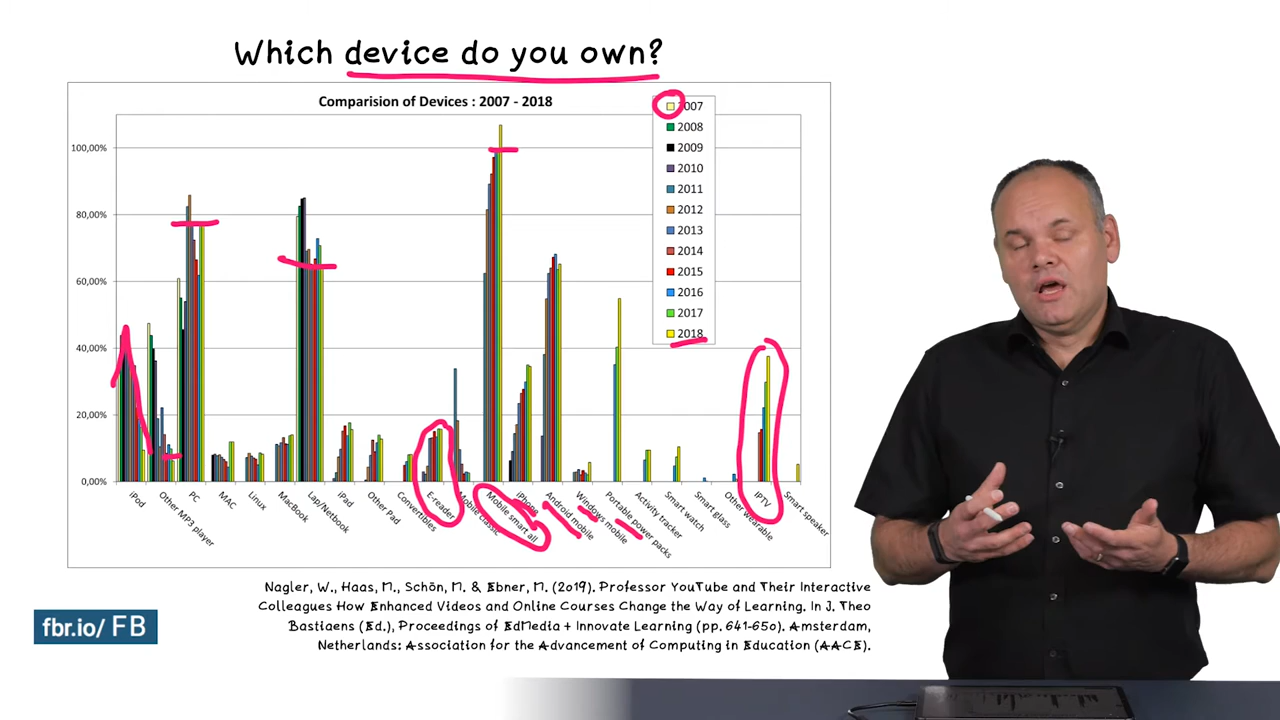 Which device do you own?
Comparision of Devices : 2007 - 2018
2007
2008
2009
2010
2011
2012
2013
2014
2015
2016
2017
2018
100,00%
80,00%
60,00%
40,00%
20,00%
0,00%
iPod
Other MP3 player
PC
MAC
Linux
MacBook
Lap/Netbook
iPad
Other Pad
Convertibles
E-reader
Mobile classic
Mobile smart all
iPhone
Android mobile
Windows mobile
Portable power packs
Activity tracker
Smart watch
Smart glass
Other wearable
IPTV
Smart speaker
Nagler, W., Haas, M., Schön, M. & Ebner, M. (2019). Professor YouTube and Their Interactive
Colleagues How Enhanced Videos and Online Courses Change the Way of Learning. In J. Theo
Bastiaens (Ed.), Proceedings of EdMedia + Innovate Learning (pp. 641-650). Amsterdam,
Netherlands: Association for the Advancement of Computing in Education (AACE).
fbr.io/ FB